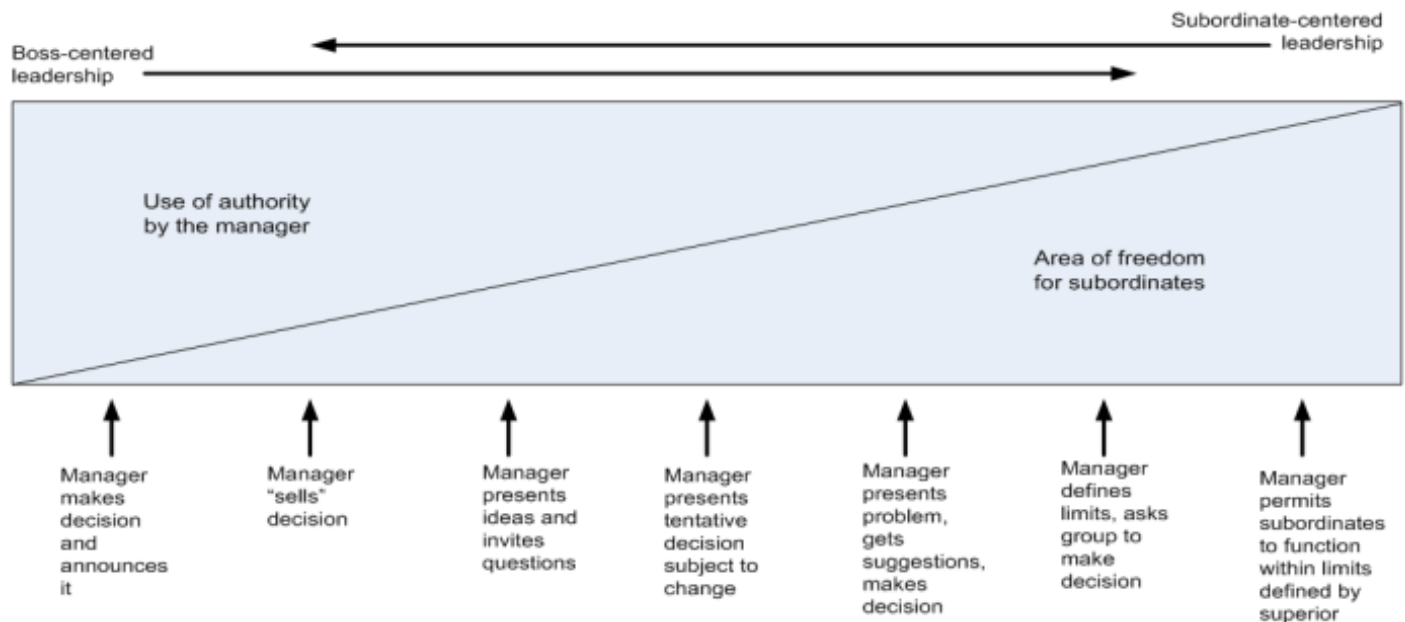 Subordinate-centered
leadership
Boss-centered
leadership
Use of authority
by the manager
Area of freedom
for subordinates
Manager
makes
decision
and
announces
it
Manager
“sells”
decision
Manager
presents
ideas and
invites
questions
Manager
presents
tentative
decision
subject to
change
Manager
presents
problem,
gets
suggestions,
makes
decision
Manager
defines
limits, asks
group to
make
decision
Manager
permits
subordinates
to function
within limits
defined by
superior